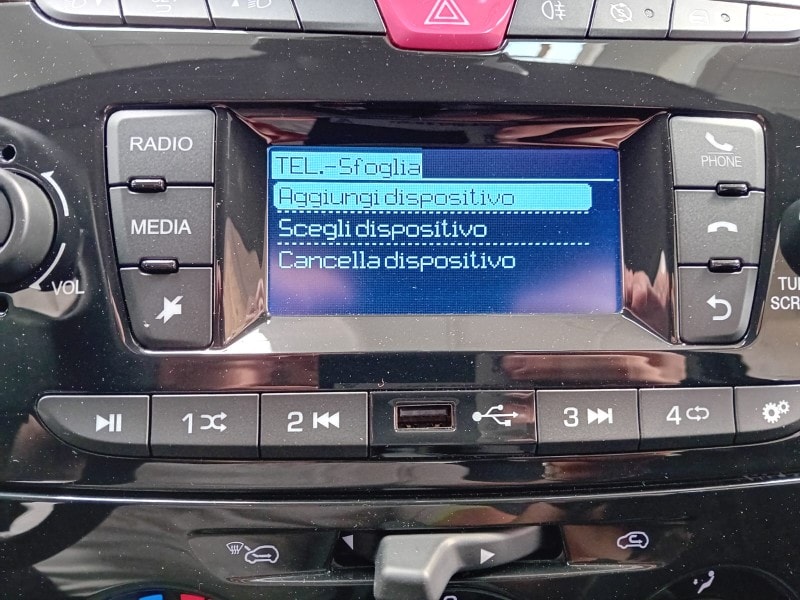 RADIO
MEDIA
VOL
TEL.-Sfoglia
Aggiungi dispositivo
Scegli dispositivo
Cancella dispositivo
PHONE
1
2
3
4